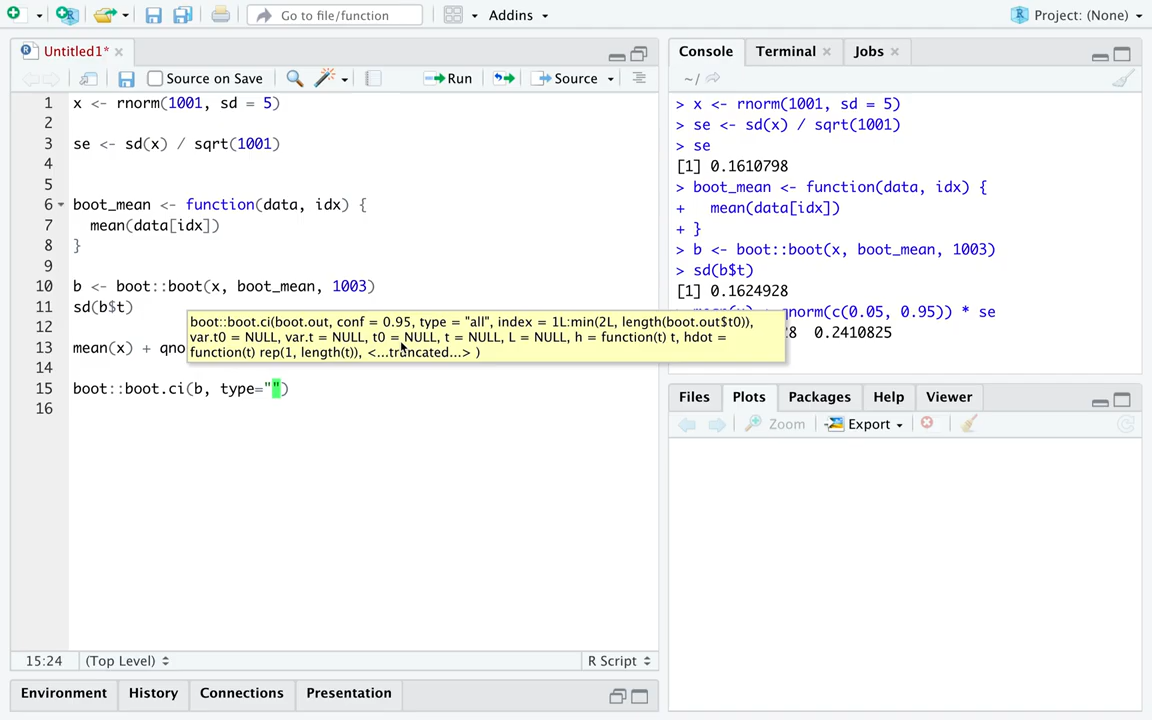 Go to file/function
Addins
Project: (None)
Untitled1*
Source on Save
Run
Source
1 x <- rnorm(1001, sd = 5)
2
3 se <- sd(x) / sqrt(1001)
4
5
6 boot_mean <- function(data, idx) {
7 mean(data[idx])
8 }
9
10 b <- boot::boot(x, boot_mean, 1003)
11 sd(b$t)
12
boot::boot.ci(boot.out, conf = 0.95, type = "all", index = 1L:min(2L, length(boot.out$t0)),
var.t0 = NULL, var.t = NULL, t0 = NULL, t = NULL, L = NULL, h = function(t) t, hdot =
function(t) rep(1, length(t)), <...truncated...> )
13 mean(x) + qno
14
15 boot::boot.ci(b, type="")
16
15:24
(Top Level)
R Script
Environment
History
Connections
Presentation
Console
Terminal
Jobs
~/
> x <- rnorm(1001, sd = 5)
> se <- sd(x) / sqrt(1001)
> se
[1] 0.1610798
> boot_mean <- function(data, idx) {
+ mean(data[idx])
+ }
> b <- boot::boot(x, boot_mean, 1003)
> sd(b$t)
[1] 0.1624928
qnorm(c(0.05, 0.95)) * se
28 0.2410825
Files
Plots
Packages
Help
Viewer
Zoom
Export